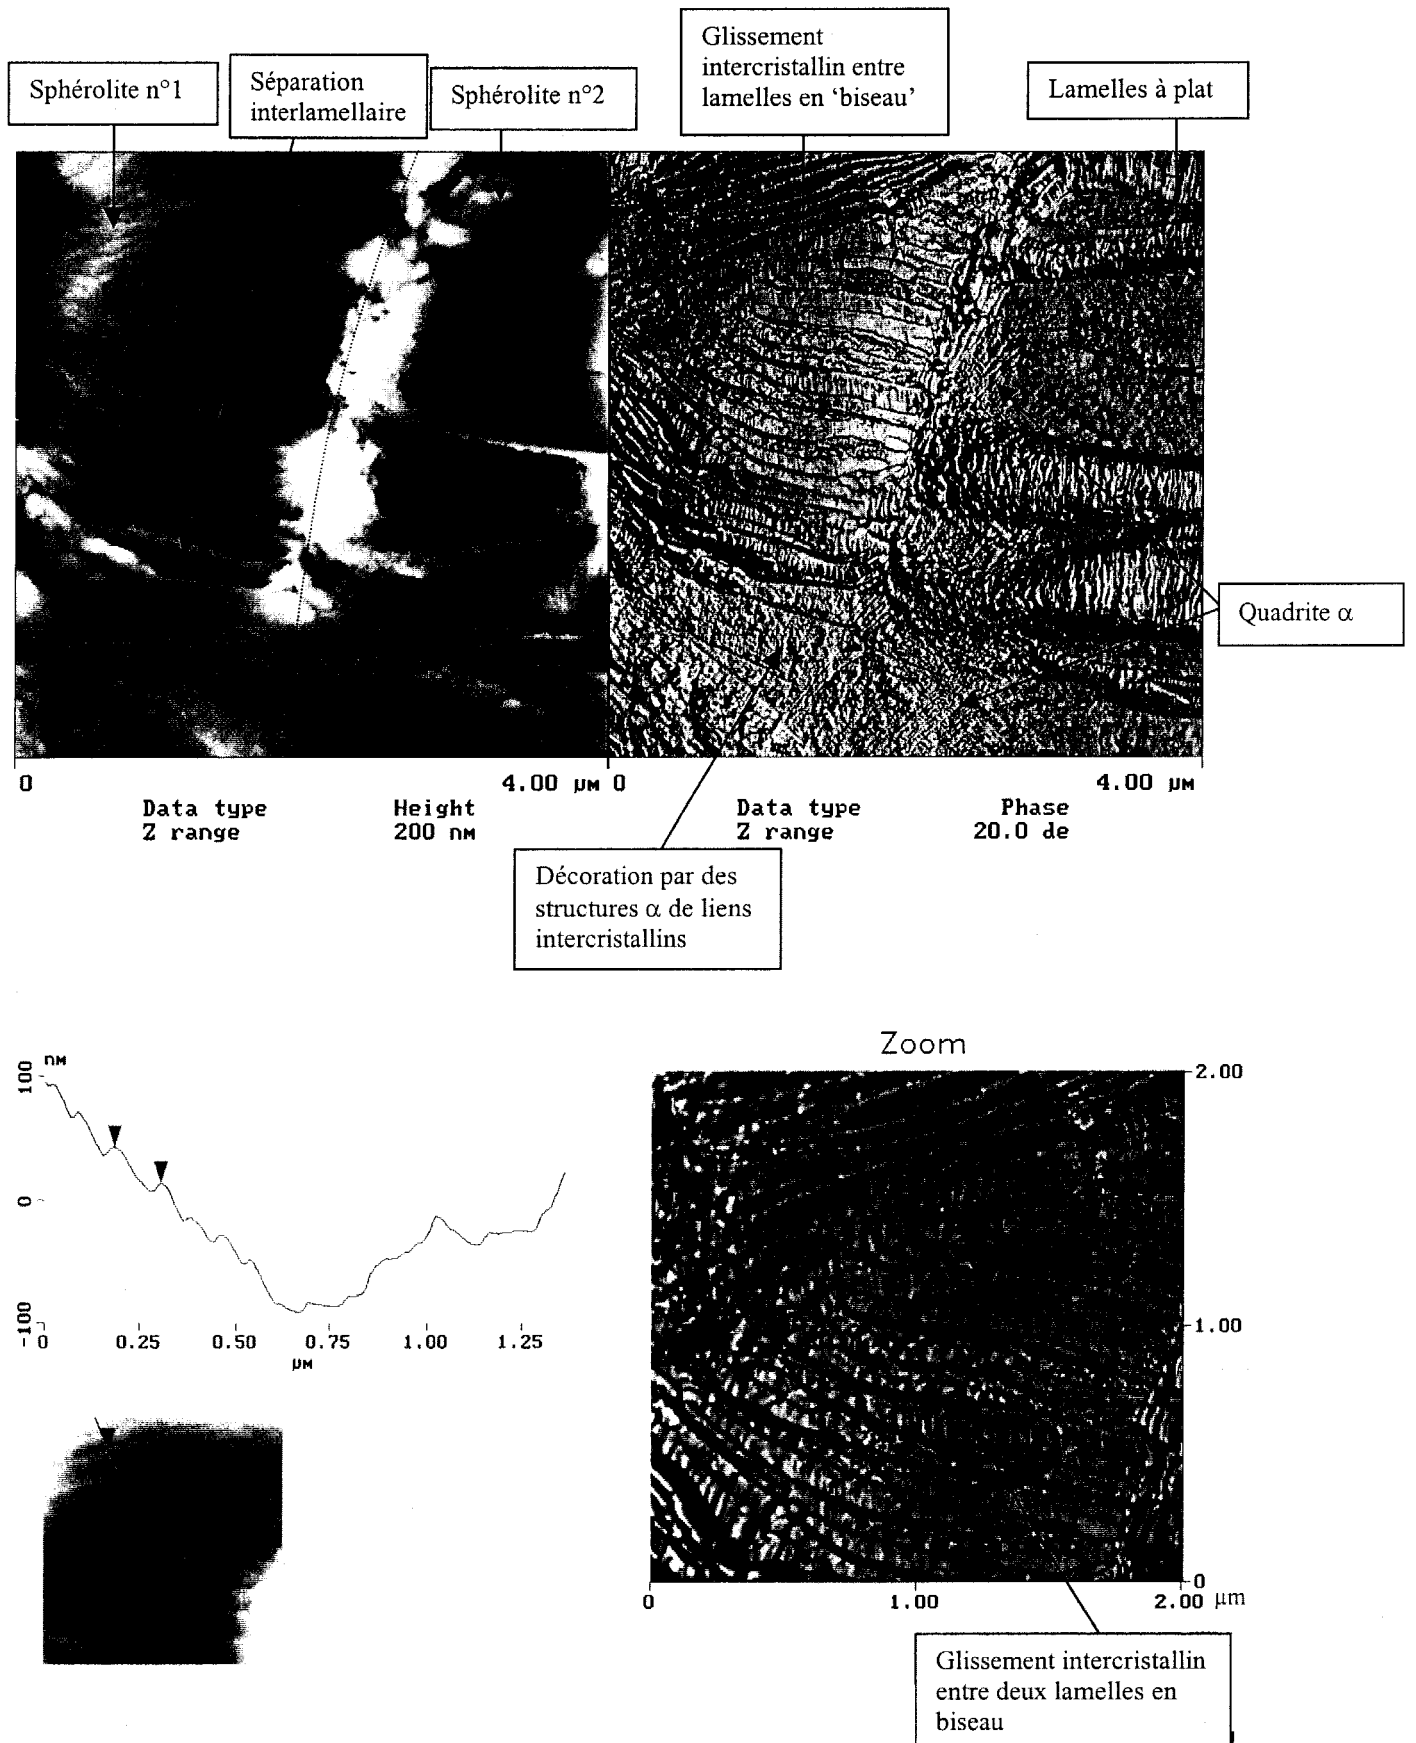 Glissement
intercristallin entre
lamelles en ‘biseau’
Sphérolite n°1
Séparation
interlamellaire
Sphérolite n°2
Lamelles à plat
Quadrite α
0
4.00 µM
0
4.00 µM
Data type Height
Z range 200 nM
Data type Phase
Z range 20.0 de
Décoration par des
structures α de liens
intercristallins
nM
100
0
-100
0 0.25 0.50 0.75 1.00 1.25
µM
Zoom
2.00
1.00
0
0 1.00 2.00 µm
Glissement intercristallin
entre deux lamelles en
biseau